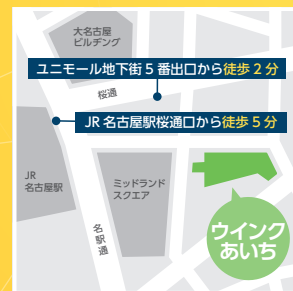 大名古屋
ビルヂング
ユニモール地下街 5 番出口から徒歩 2 分
桜通
JR 名古屋駅桜通口から徒歩 5 分
JR
名古屋駅
ミッドランド
スクエア
名駅通
ウインク
あいち